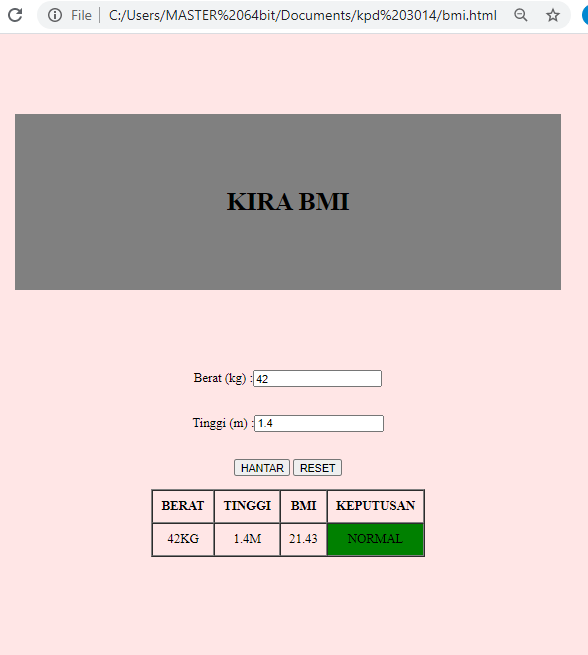 File C:/Users/MASTER%2064bit/Documents/kpd%203014/bmi.html
KIRA BMI
Berat (kg) : 42
Tinggi (m) : 1.4
HANTAR RESET
BERAT TINGGI BMI KEPUTUSAN
42KG 1.4M 21.43 NORMAL